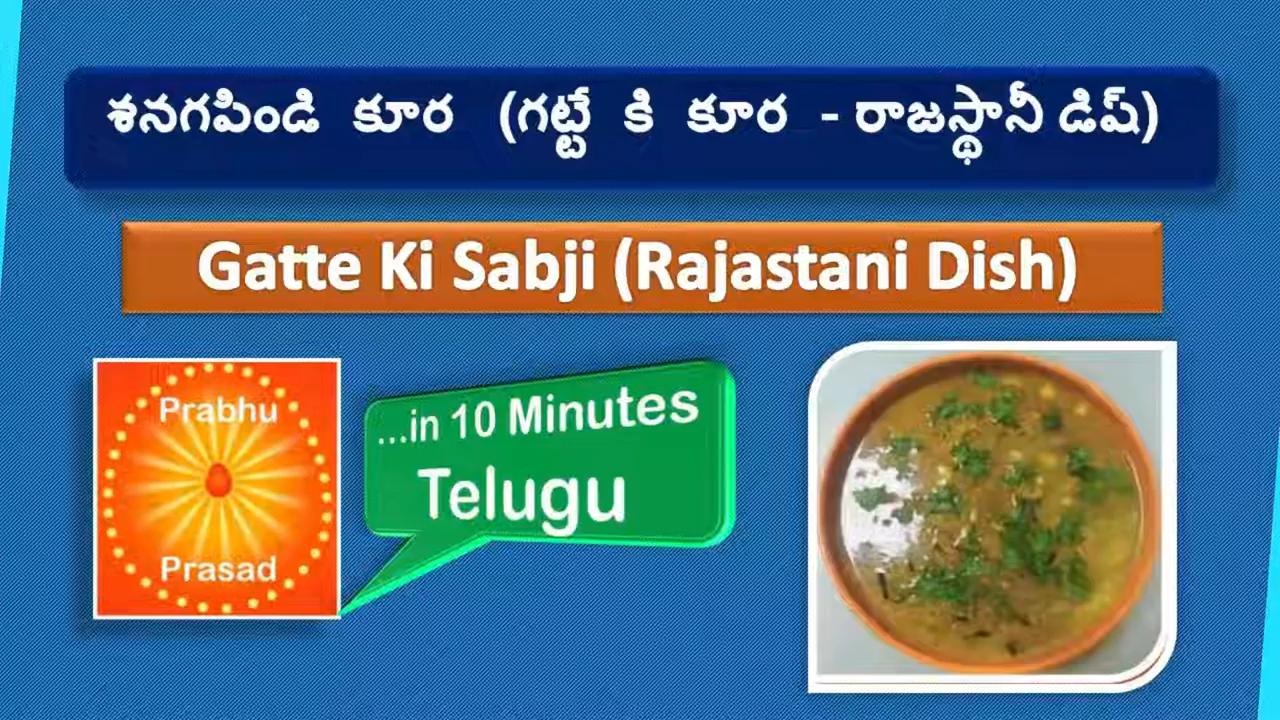 శనగపిండి కూర (గట్టే కి కూర - రాజస్థానీ డిష్)
Gatte Ki Sabji (Rajastani Dish)
Prabhu
Prasad
...in 10 Minutes
Telugu